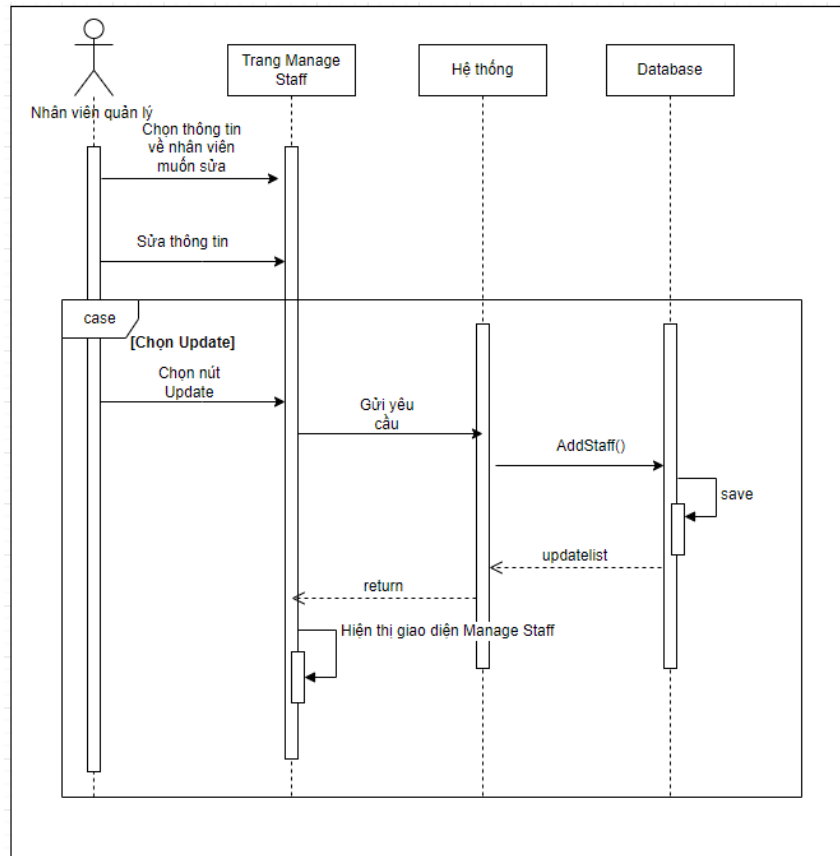 Trang Manage
Staff
Hệ thống
Database
Nhân viên quản lý
Chọn thông tin
về nhân viên
muốn sửa
Sửa thông tin
case
[Chọn Update]
Chọn nút
Update
Gửi yêu
cầu
AddStaff()
save
updatelist
return
Hiện thị giao diện Manage Staff